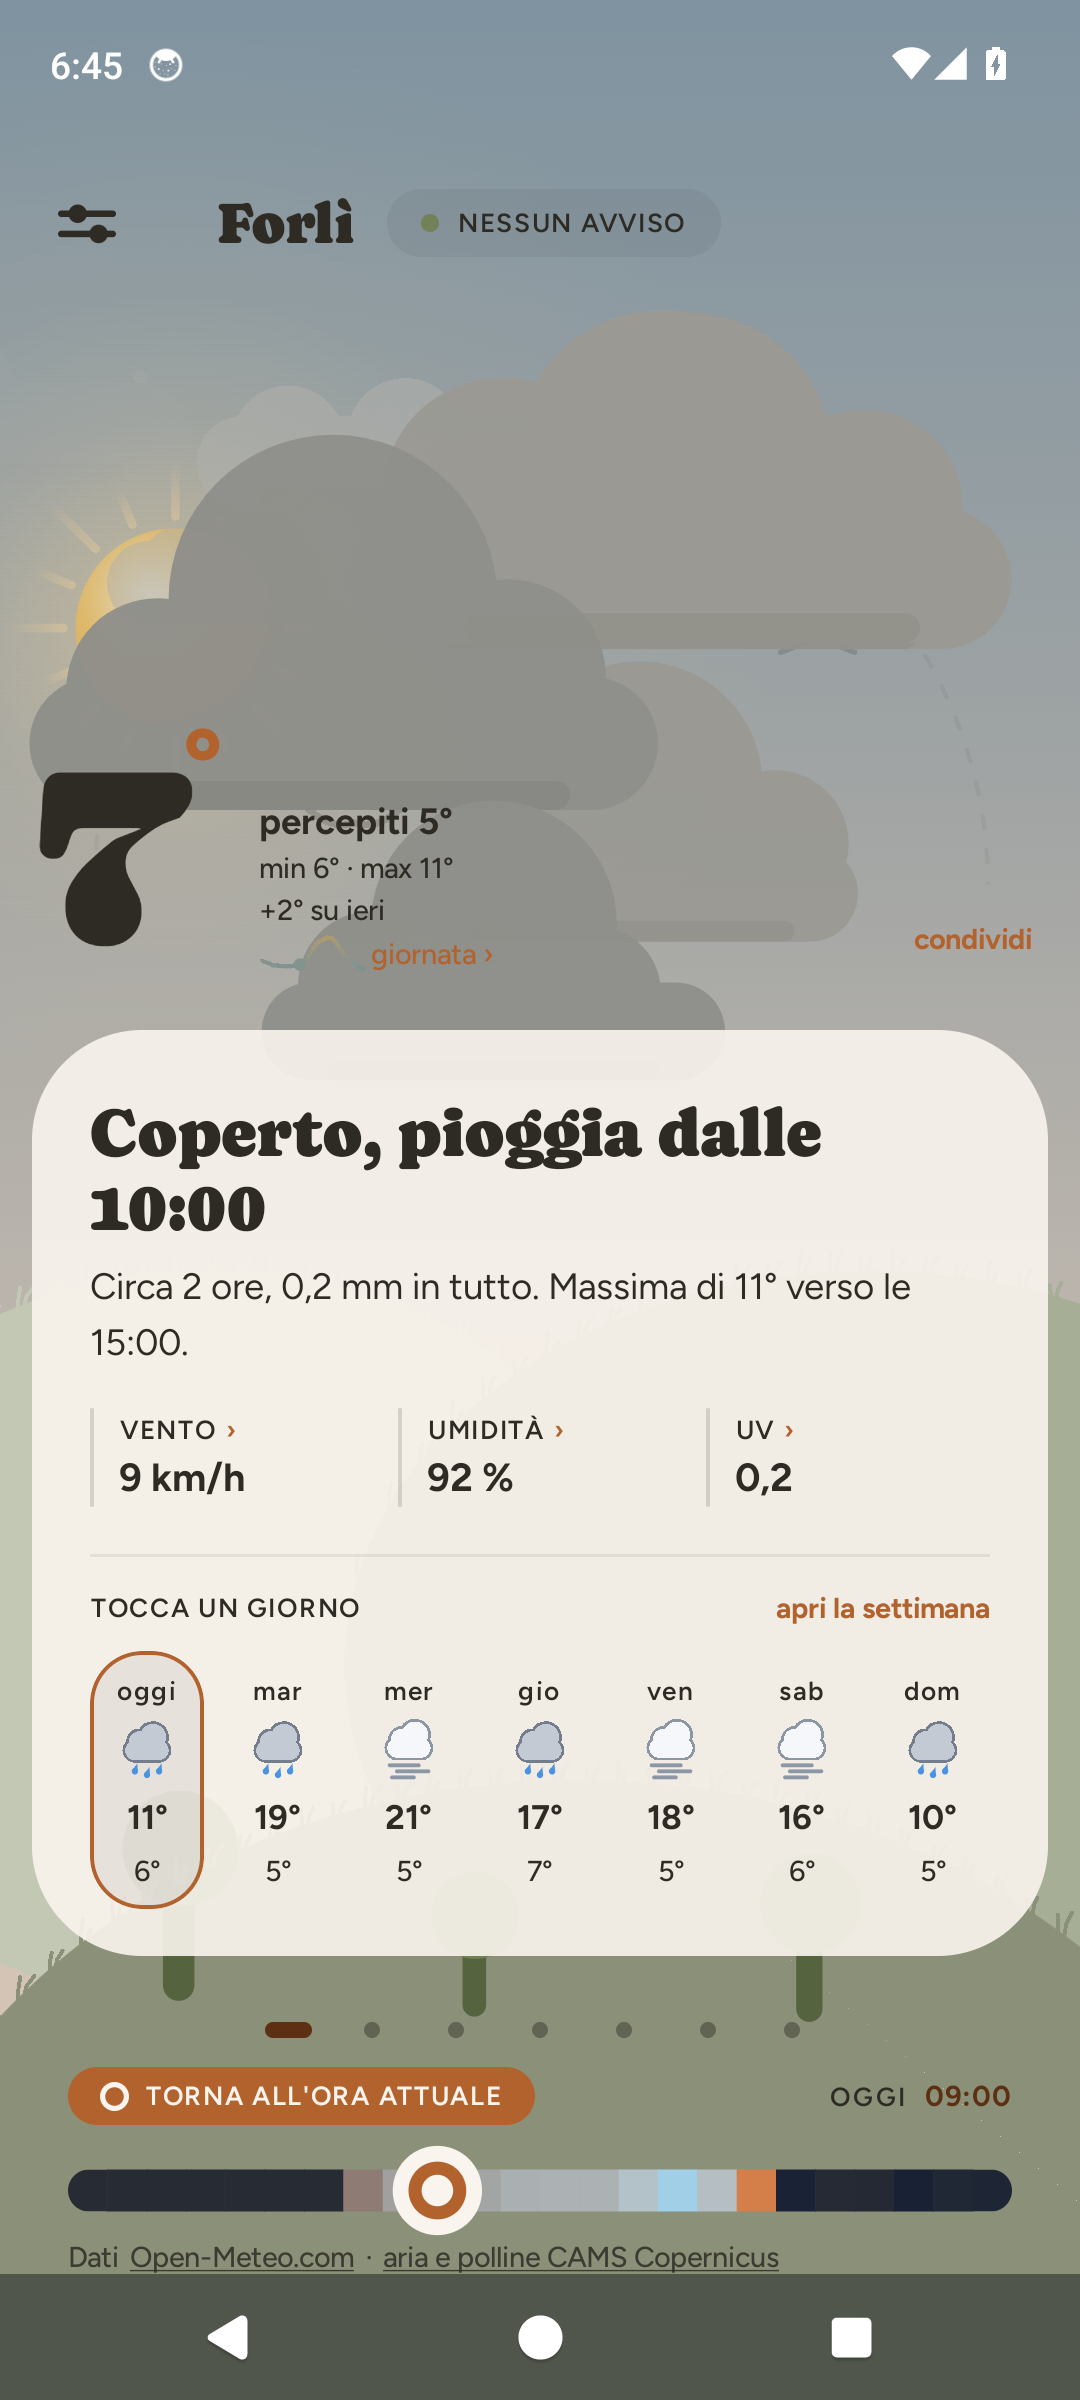 6:45
Forlì
NESSUN AVVISO
7
percepiti 5°
min 6° · max 11°
+2° su ieri
giornata ›
condividi
Coperto, pioggia dalle
10:00
Circa 2 ore, 0,2 mm in tutto. Massima di 11° verso le
15:00.
VENTO › UMIDITÀ › UV ›
9 km/h 92 % 0,2
TOCCA UN GIORNO apri la settimana
oggi mar mer gio ven sab dom
11° 19° 21° 17° 18° 16° 10°
6° 5° 5° 7° 5° 6° 5°
TORNA ALL'ORA ATTUALE OGGI 09:00
Dati Open-Meteo.com · aria e polline CAMS Copernicus